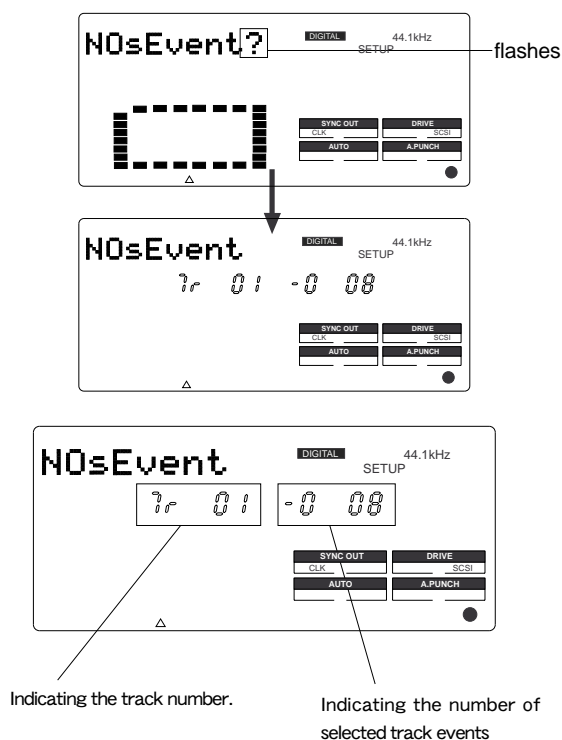 NOsEvent?
DIGITAL 44.1kHz
SETUP
flashes
SYNC OUT DRIVE
CLK SCSI
AUTO A.PUNCH
NOsEvent
DIGITAL 44.1kHz
SETUP
Tr 01 -0 08
SYNC OUT DRIVE
CLK SCSI
AUTO A.PUNCH
NOsEvent
DIGITAL 44.1kHz
SETUP
Tr 01 -0 08
SYNC OUT DRIVE
CLK SCSI
AUTO A.PUNCH
Indicating the track number.
Indicating the number of
selected track events